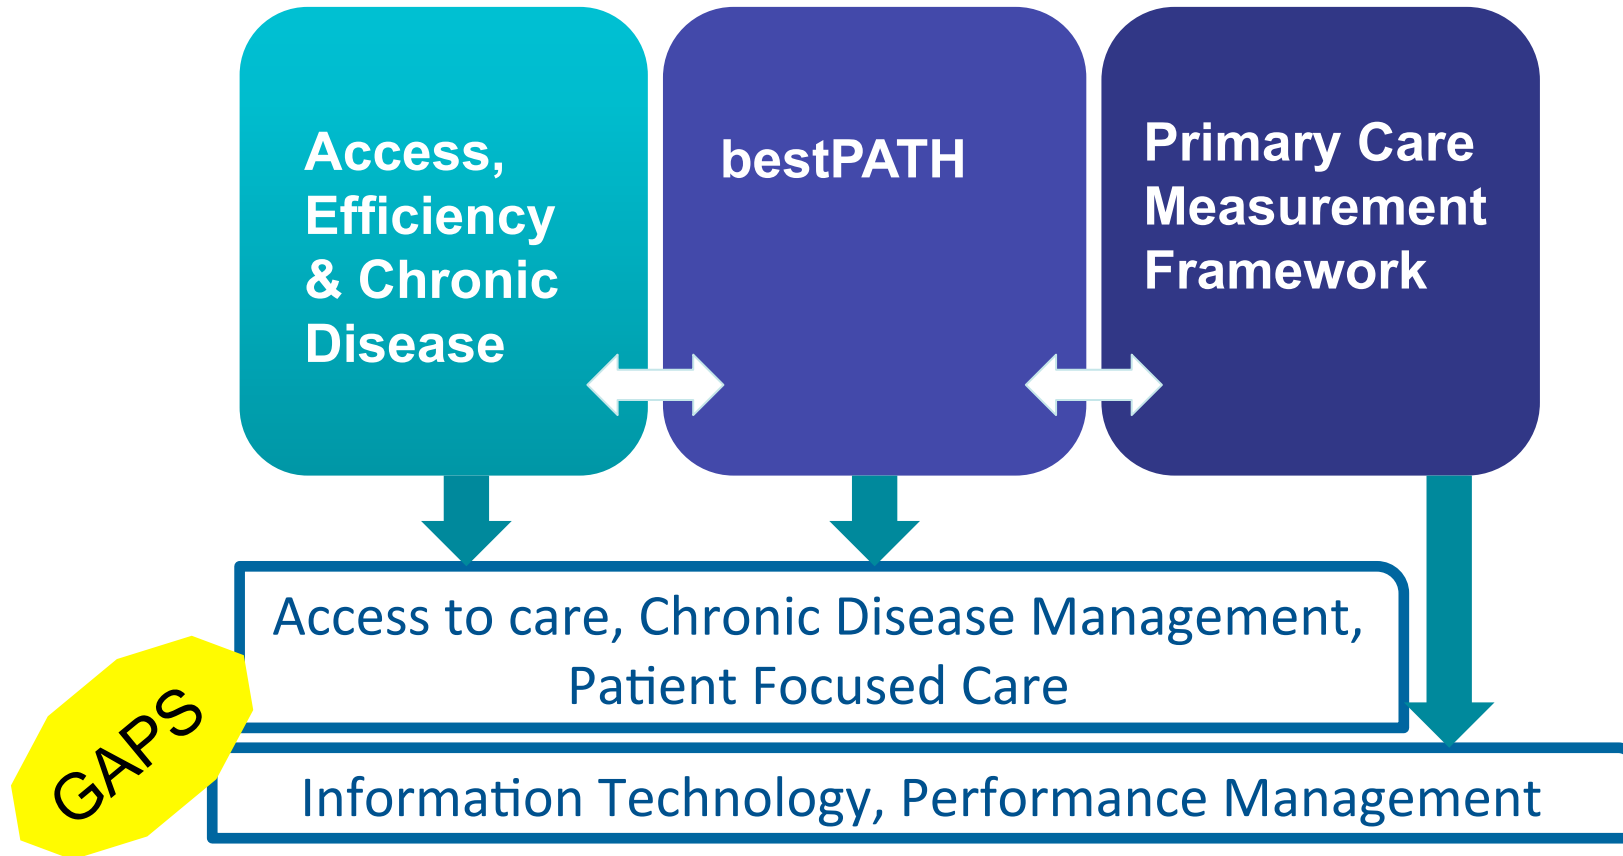 Access,
Efficiency
& Chronic
Disease
bestPATH
Primary Care
Measurement
Framework
Access to care, Chronic Disease Management,
Patient Focused Care
GAPS
Information Technology, Performance Management